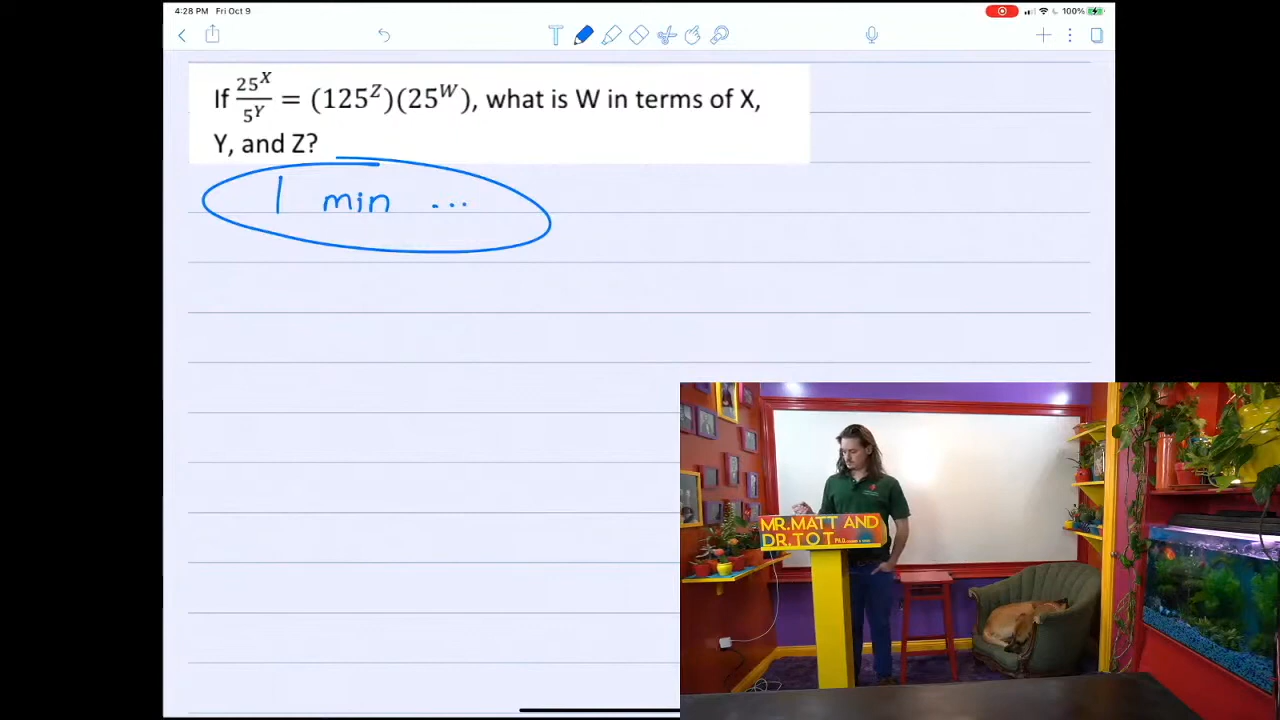 4:28 PM Fri Oct 9 100%
T
If 25^X/5^Y = (125^Z)(25^W), what is W in terms of X,
Y, and Z?
1 min ...
MR.MATT AND
DR.TOT Ph.D.